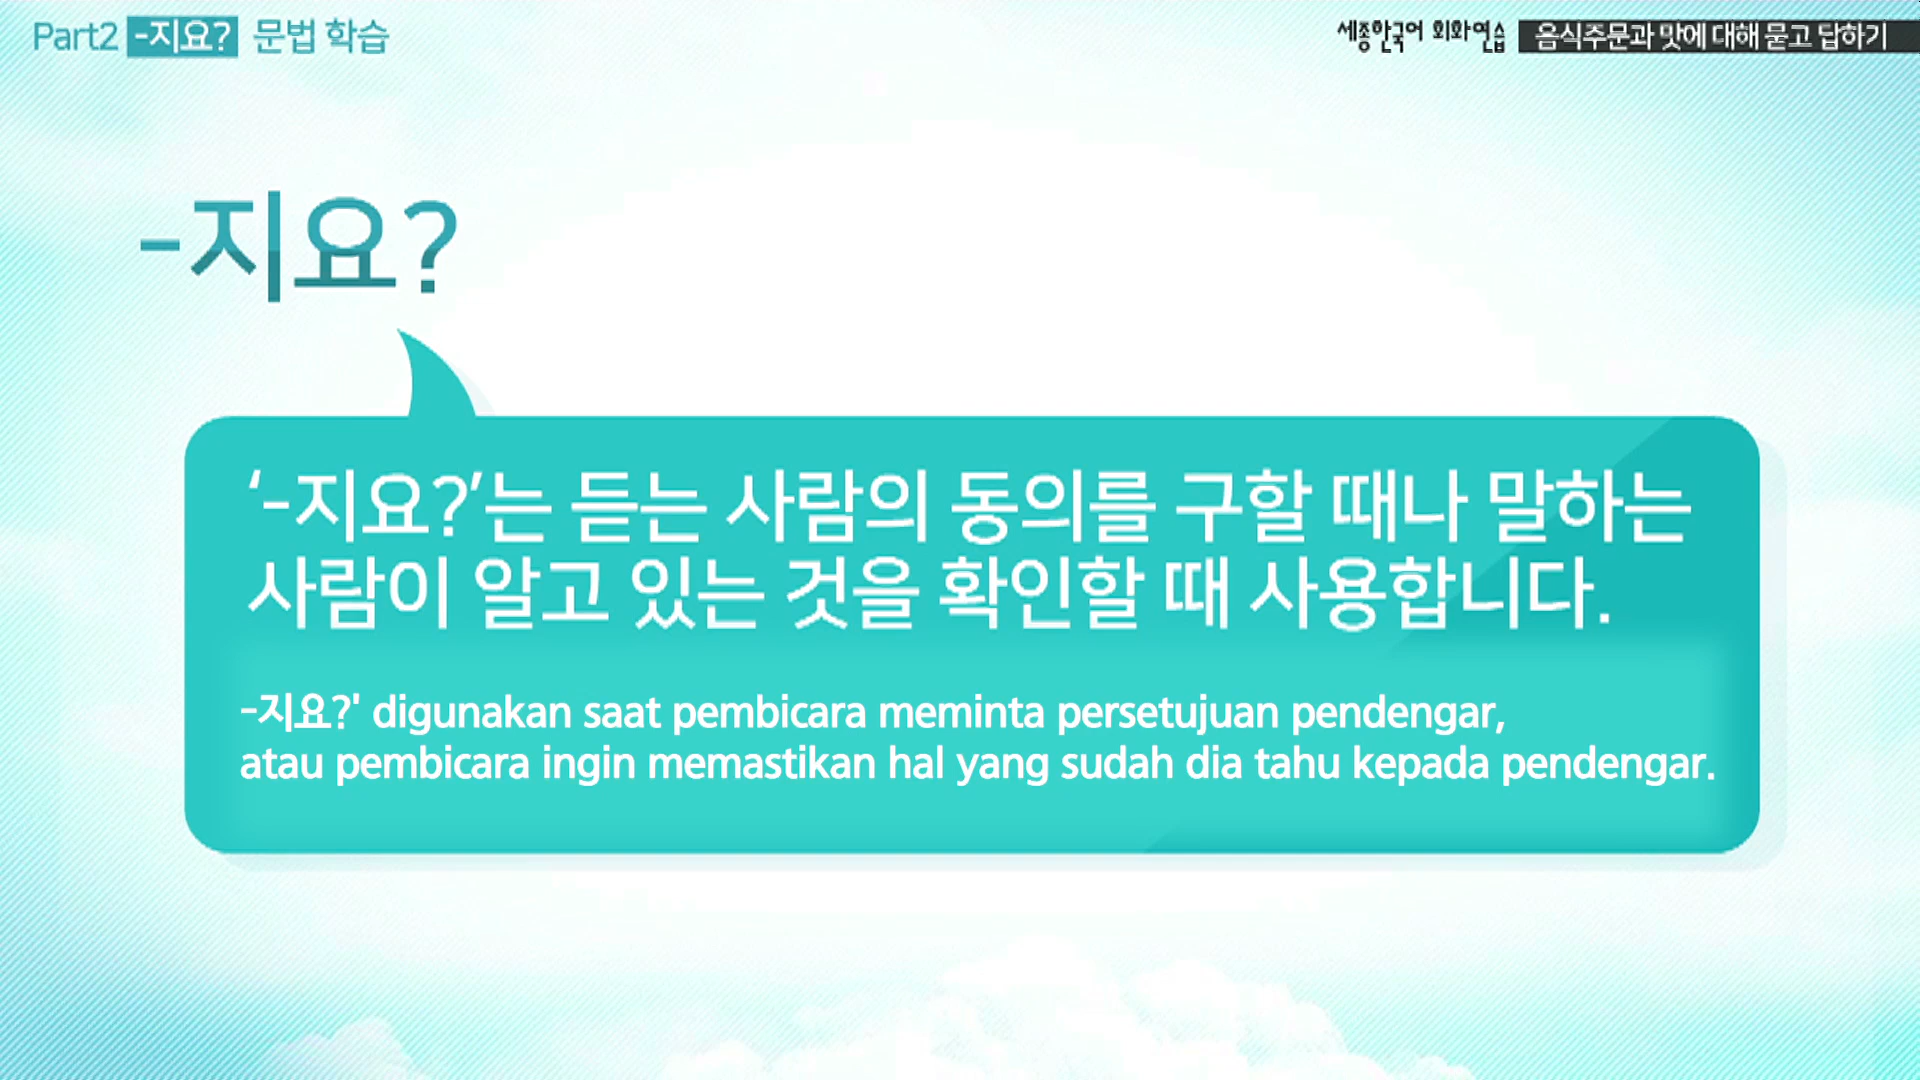 Part2 -지요? 문법 학습
세종한국어 회화연습 음식주문과 맛에 대해 묻고 답하기
-지요?
‘-지요?’는 듣는 사람의 동의를 구할 때나 말하는
사람이 알고 있는 것을 확인할 때 사용합니다.
-지요?' digunakan saat pembicara meminta persetujuan pendengar,
atau pembicara ingin memastikan hal yang sudah dia tahu kepada pendengar.